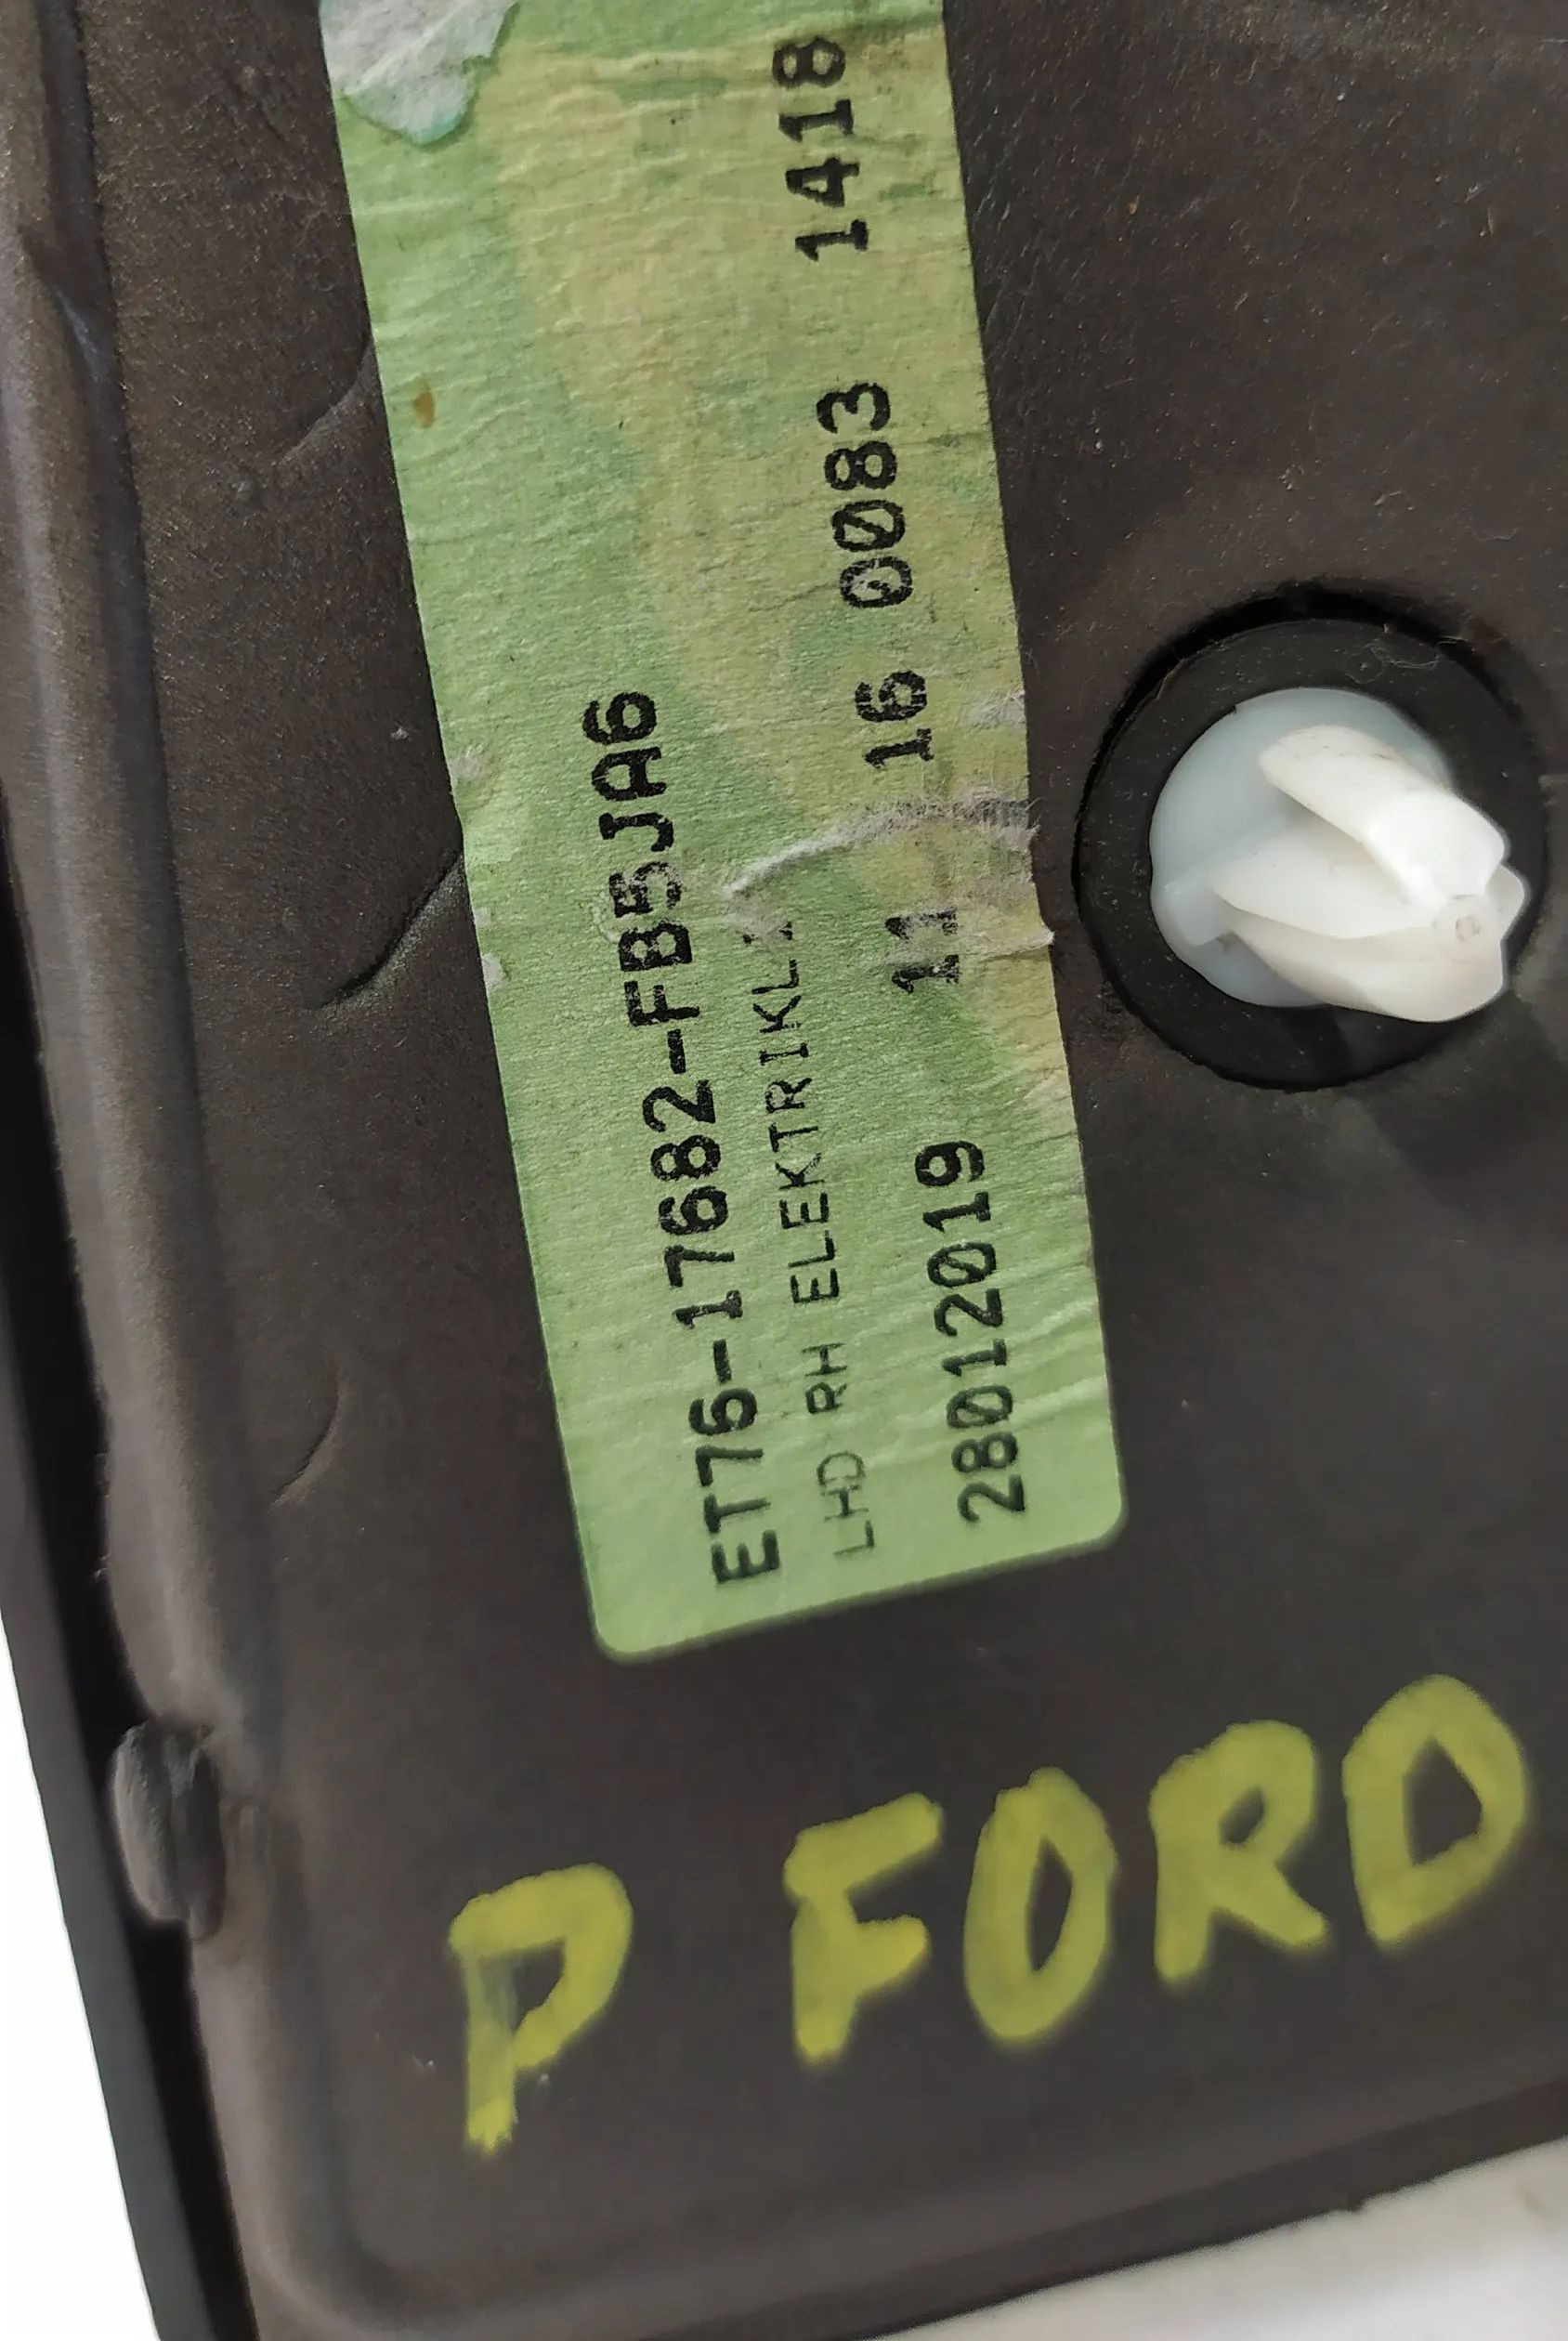 ET76-17682-FB5JA6
LHD RH ELEKTRIKLI
28012019 11 16 0083 1418
P FORD